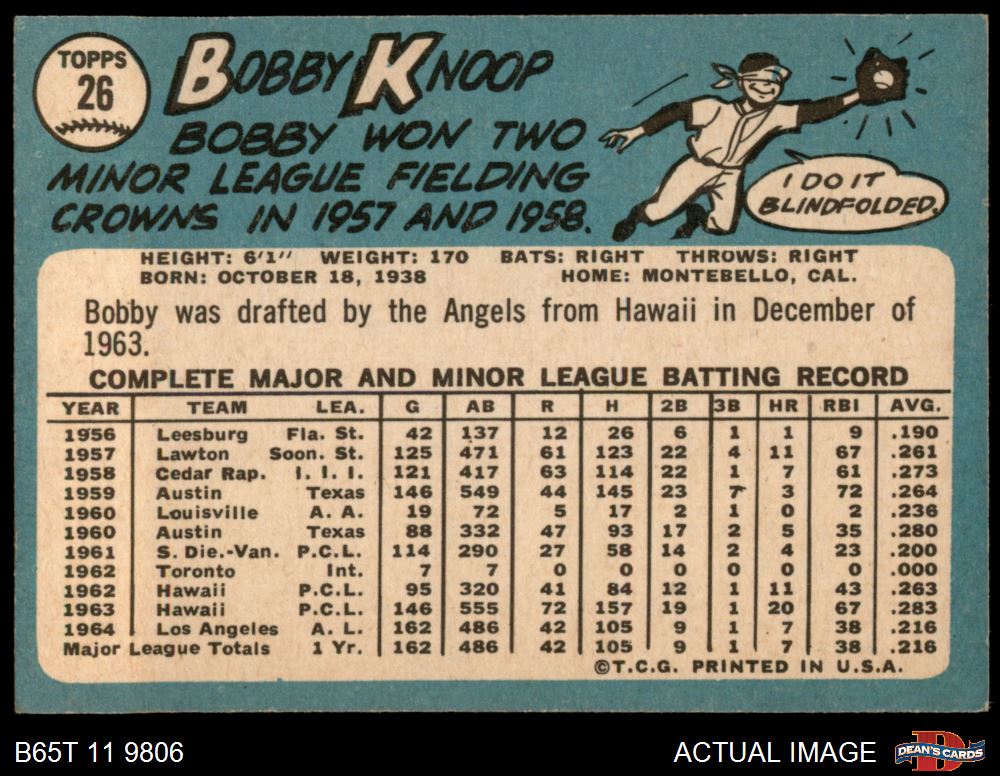 TOPPS
26
BOBBY KNOOP
BOBBY WON TWO
MINOR LEAGUE FIELDING
CROWNS IN 1957 AND 1958.
I DO IT
BLINDFOLDED.
HEIGHT: 6'1" WEIGHT: 170 BATS: RIGHT THROWS: RIGHT
BORN: OCTOBER 18, 1938 HOME: MONTEBELLO, CAL.
Bobby was drafted by the Angels from Hawaii in December of
1963.
COMPLETE MAJOR AND MINOR LEAGUE BATTING RECORD
YEAR TEAM LEA. G AB R H 2B 3B HR RBI AVG.
1956 Leesburg Fla. St. 42 137 12 26 6 1 1 9 .190
1957 Lawton Soon. St. 125 471 61 123 22 4 11 67 .261
1958 Cedar Rap. I. I. I. 121 417 63 114 22 1 7 61 .273
1959 Austin Texas 146 549 44 145 23 7 3 72 .264
1960 Louisville A. A. 19 72 5 17 2 1 0 2 .236
1960 Austin Texas 88 332 47 93 17 2 5 35 .280
1961 S. Die.-Van. P.C.L. 114 290 27 58 14 2 4 23 .200
1962 Toronto Int. 7 7 0 0 0 0 0 0 .000
1962 Hawaii P.C.L. 95 320 41 84 12 1 11 43 .263
1963 Hawaii P.C.L. 146 555 72 157 19 1 20 67 .283
1964 Los Angeles A. L. 162 486 42 105 9 1 7 38 .216
Major League Totals 1 Yr. 162 486 42 105 9 1 7 38 .216
©T.C.G. PRINTED IN U.S.A.
B65T 11 9806
ACTUAL IMAGE
DEAN'S CARDS